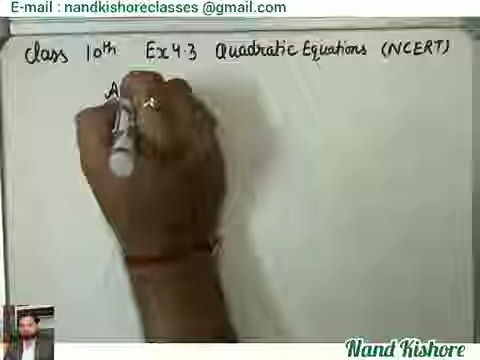 E-mail : nandkishoreclasses @gmail.com
Class 10th Ex 4.3 Quadratic Equations (NCERT)
A
Nand Kishore